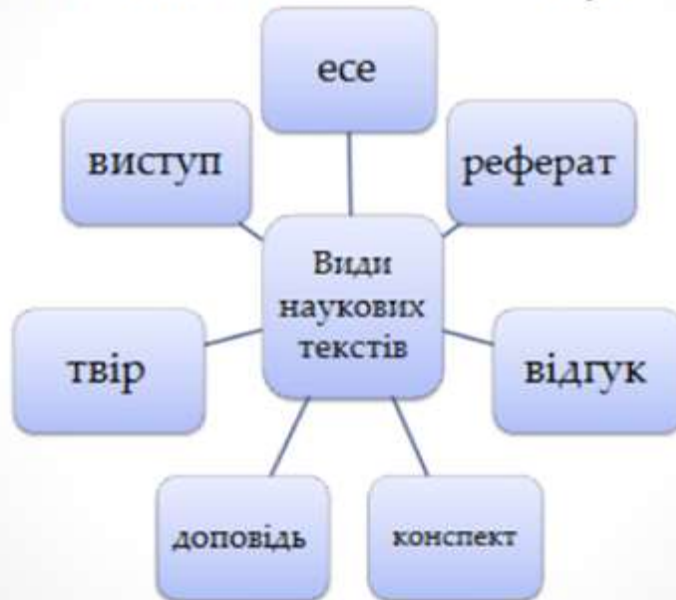 есе
виступ
реферат
Види
наукових
текстів
твір
відгук
доповідь
конспект